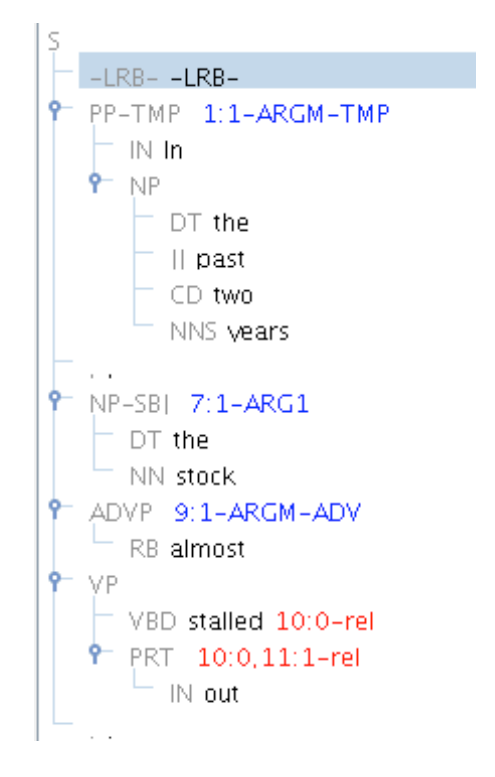 S
-LRB- -LRB-
PP-TMP 1:1-ARGM-TMP
IN In
NP
DT the
JJ past
CD two
NNS years
, ,
NP-SBJ 7:1-ARG1
DT the
NN stock
ADVP 9:1-ARGM-ADV
RB almost
VP
VBD stalled 10:0-rel
PRT 10:0,11:1-rel
IN out
. .